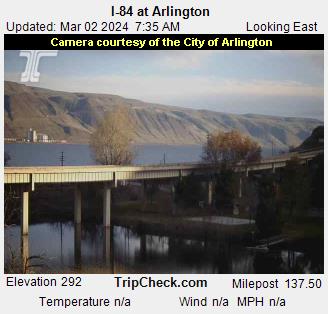 I-84 at Arlington
Updated: Mar 02 2024 7:35 AM Looking East
Camera courtesy of the City of Arlington
Elevation 292 TripCheck.com Milepost 137.50
Temperature n/a Wind n/a MPH n/a